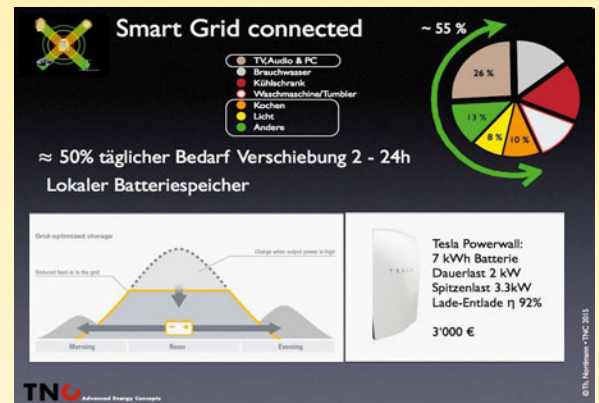 Smart Grid connected
~ 55 %
TV,Audio & PC
Brauchwasser
Kühlschrank
Waschmaschine/Tumbler
Kochen
Licht
Andere
26 %
13 %
8 %
10 %
≈ 50% täglicher Bedarf Verschiebung 2 - 24h
Lokaler Batteriespeicher
Grid-optimized storage
Charge when output power is high
Reduced feed-in to the grid
Morning
Noon
Evening
TESLA
Tesla Powerwall:
7 kWh Batterie
Dauerlast 2 kW
Spitzenlast 3.3kW
Lade-Entlade η 92%
3'000 €
TNC Advanced Energy Concepts
© Th. Nordmann • TNC 2015